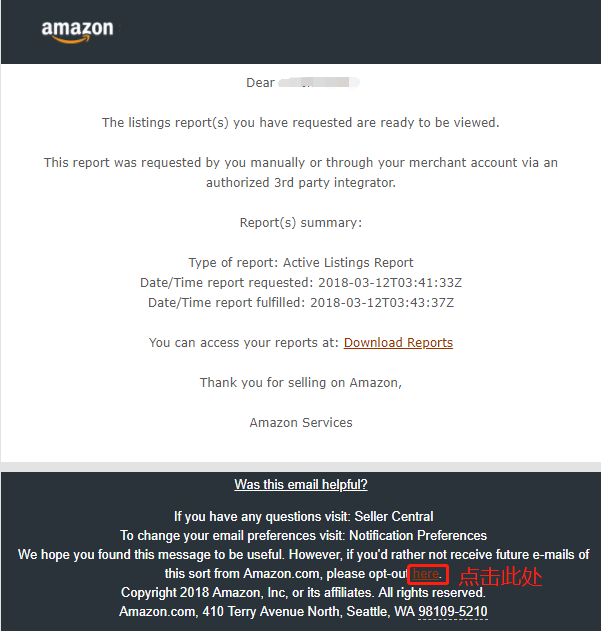 amazon
Dear
The listings report(s) you have requested are ready to be viewed.
This report was requested by you manually or through your merchant account via an
authorized 3rd party integrator.
Report(s) summary:
Type of report: Active Listings Report
Date/Time report requested: 2018-03-12T03:41:33Z
Date/Time report fulfilled: 2018-03-12T03:43:37Z
You can access your reports at: Download Reports
Thank you for selling on Amazon,
Amazon Services
Was this email helpful?
If you have any questions visit: Seller Central
To change your email preferences visit: Notification Preferences
We hope you found this message to be useful. However, if you'd rather not receive future e-mails of
this sort from Amazon.com, please opt-out here. 点击此处
Copyright 2018 Amazon, Inc, or its affiliates. All rights reserved.
Amazon.com, 410 Terry Avenue North, Seattle, WA 98109-5210